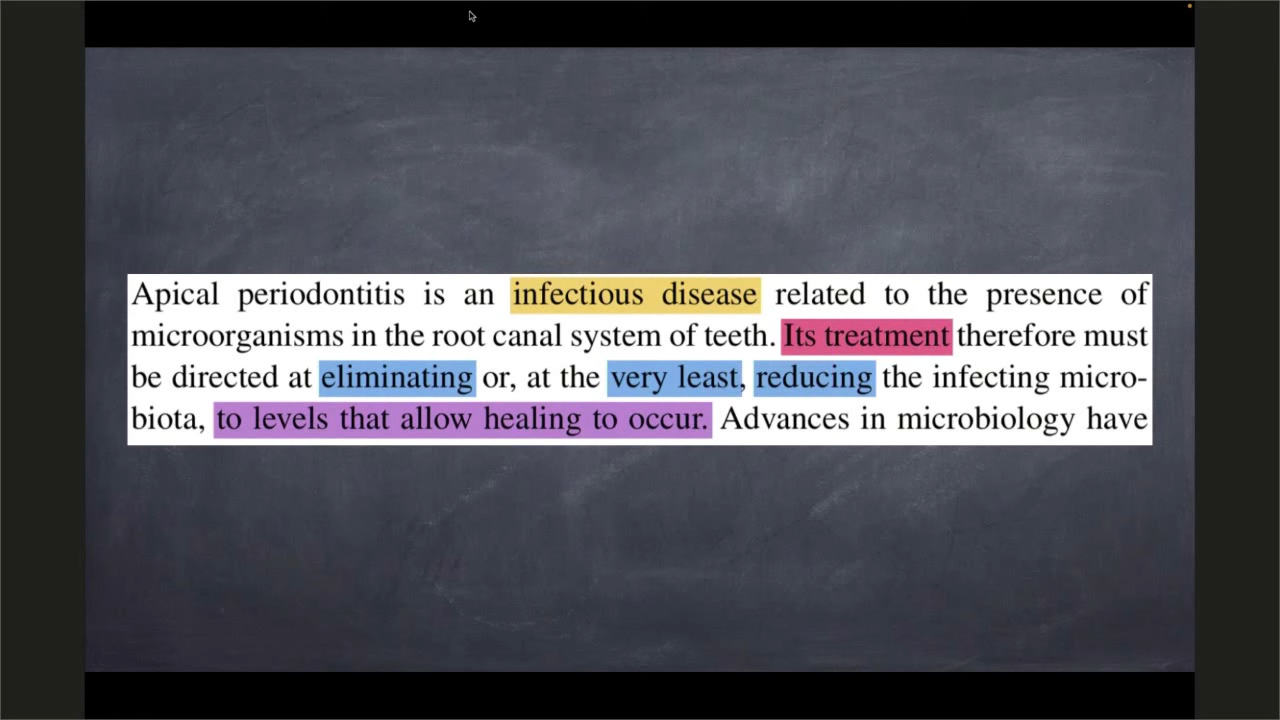 Apical periodontitis is an infectious disease related to the presence of
microorganisms in the root canal system of teeth. Its treatment therefore must
be directed at eliminating or, at the very least, reducing the infecting micro-
biota, to levels that allow healing to occur. Advances in microbiology have